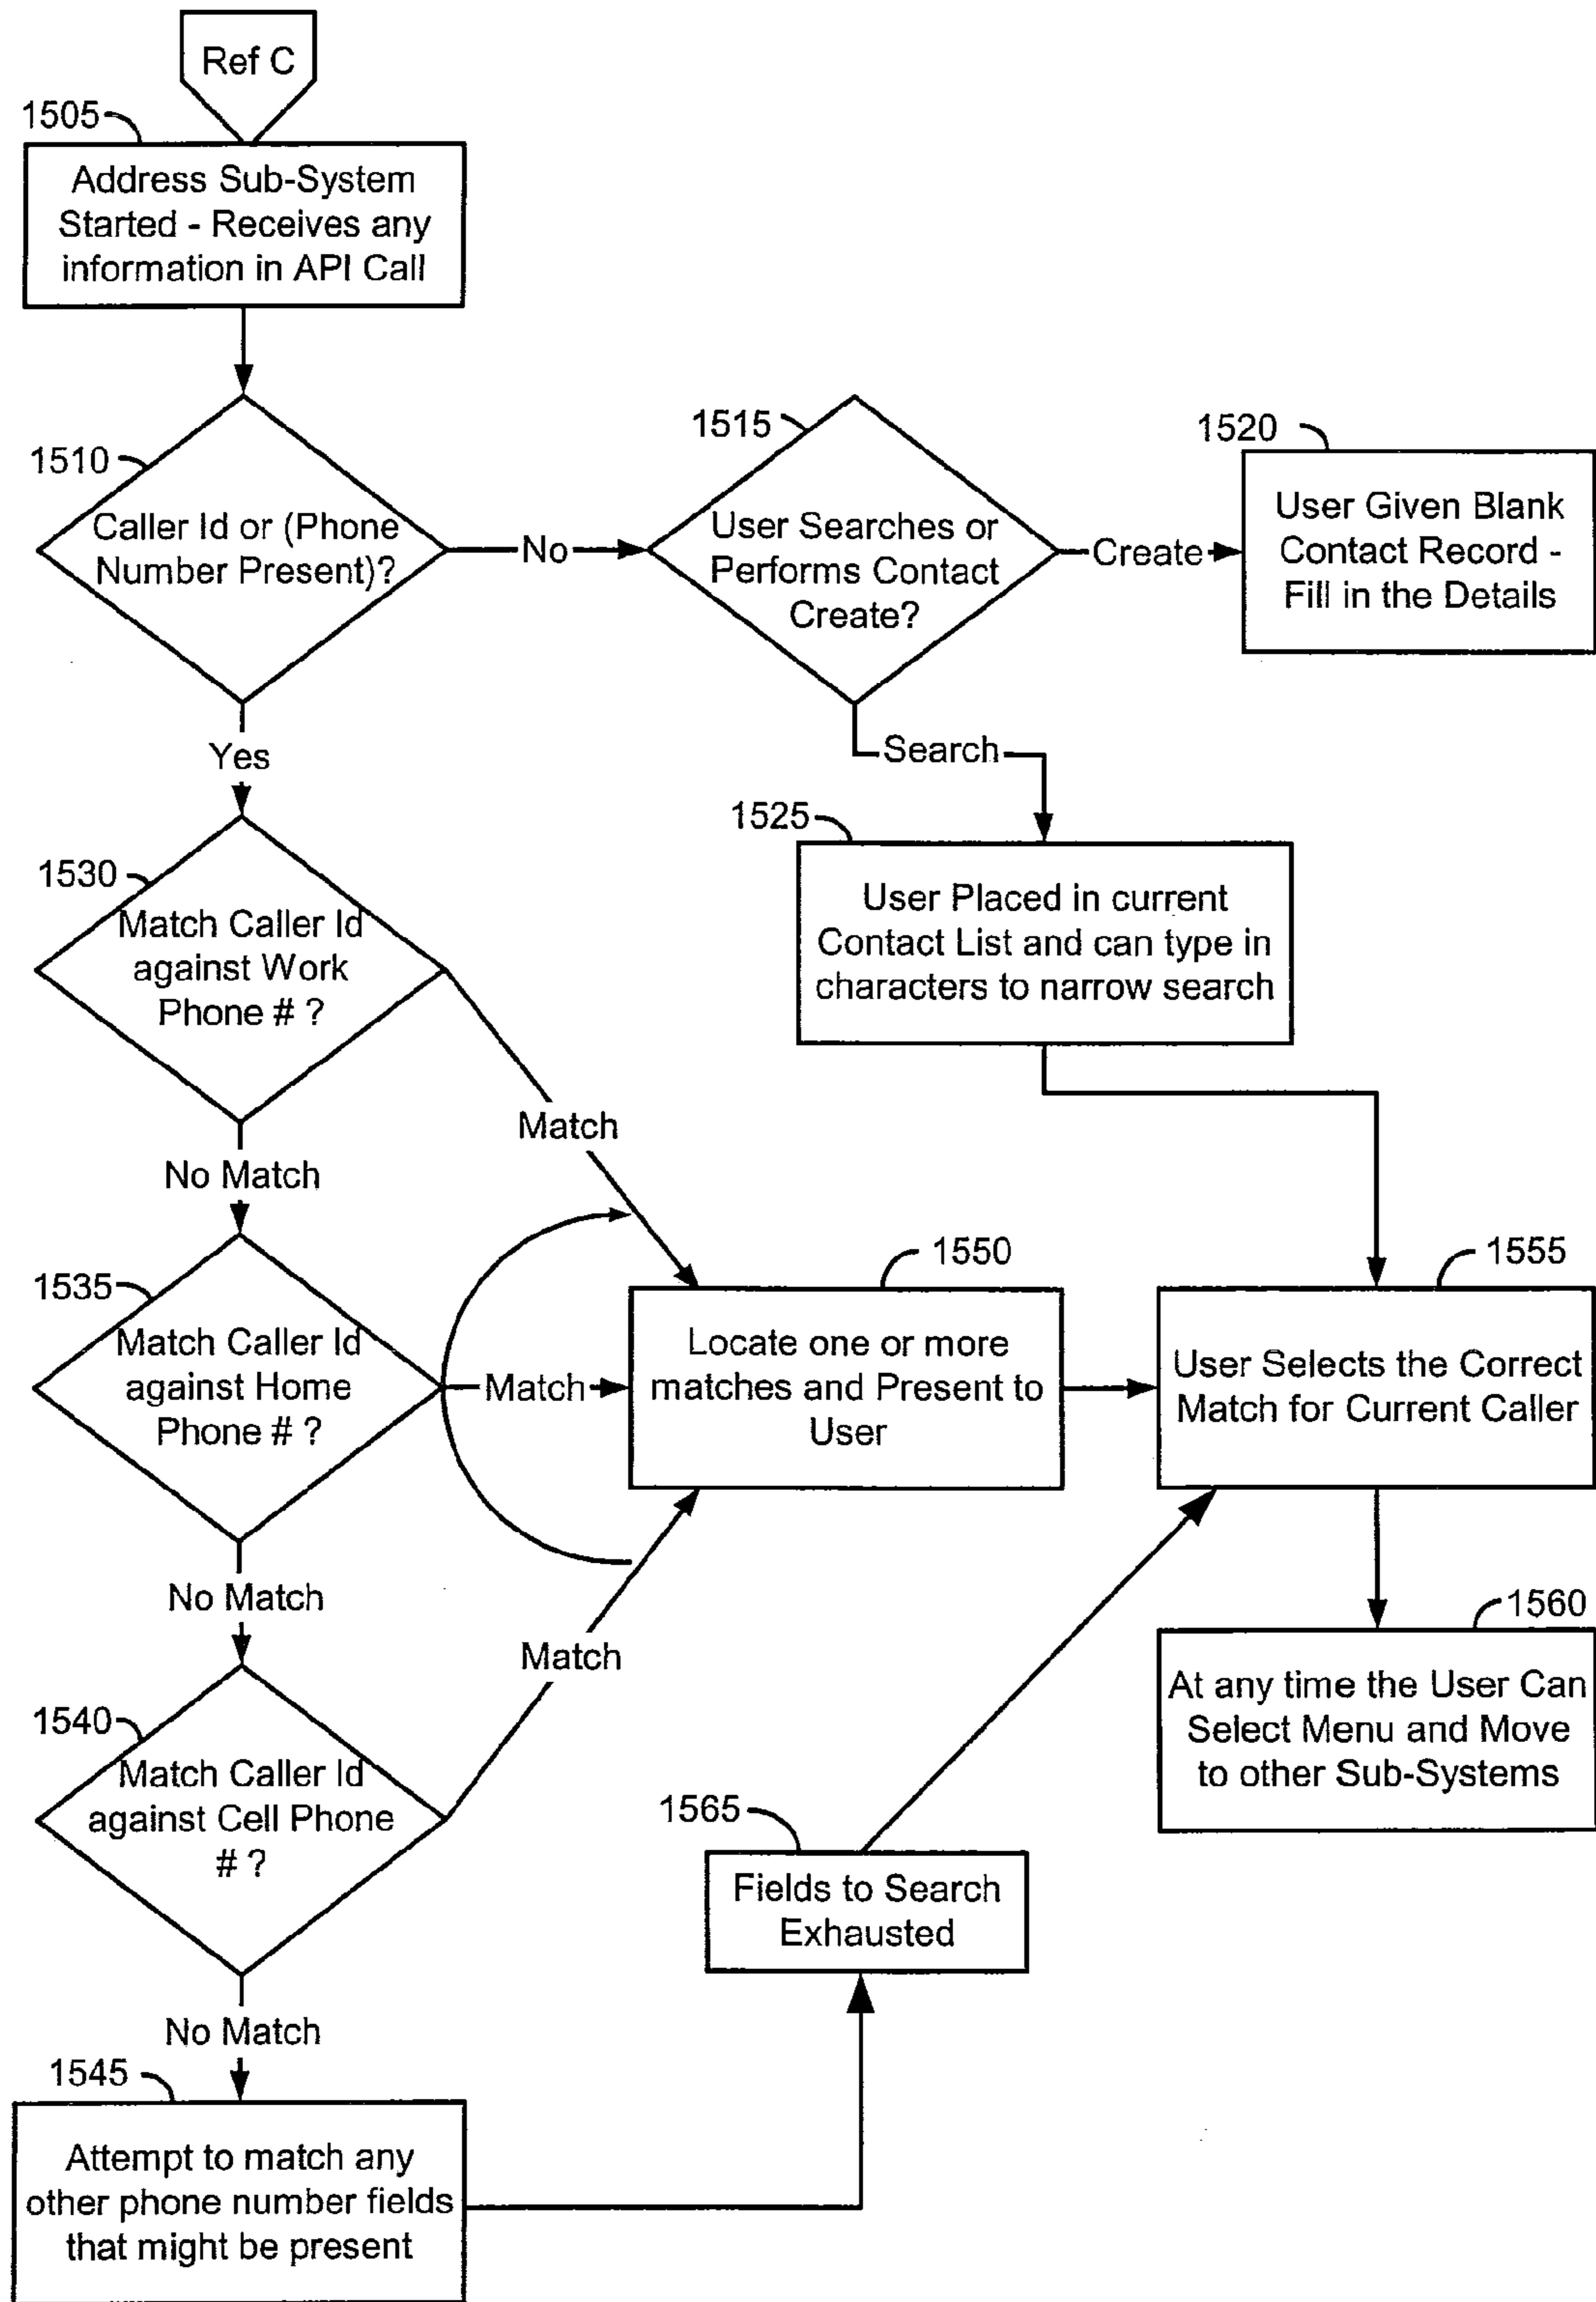 Ref C
1505
Address Sub-System
Started - Receives any
information in API Call
1510
Caller Id or (Phone
Number Present)?
No
1515
User Searches or
Performs Contact
Create?
Create
1520
User Given Blank
Contact Record -
Fill in the Details
Yes
Search
1525
User Placed in current
Contact List and can type in
characters to narrow search
1530
Match Caller Id
against Work
Phone # ?
Match
No Match
1535
Match Caller Id
against Home
Phone # ?
Match
1550
Locate one or more
matches and Present to
User
1555
User Selects the Correct
Match for Current Caller
No Match
1540
Match Caller Id
against Cell Phone
# ?
Match
1560
At any time the User Can
Select Menu and Move
to other Sub-Systems
1565
Fields to Search
Exhausted
No Match
1545
Attempt to match any
other phone number fields
that might be present